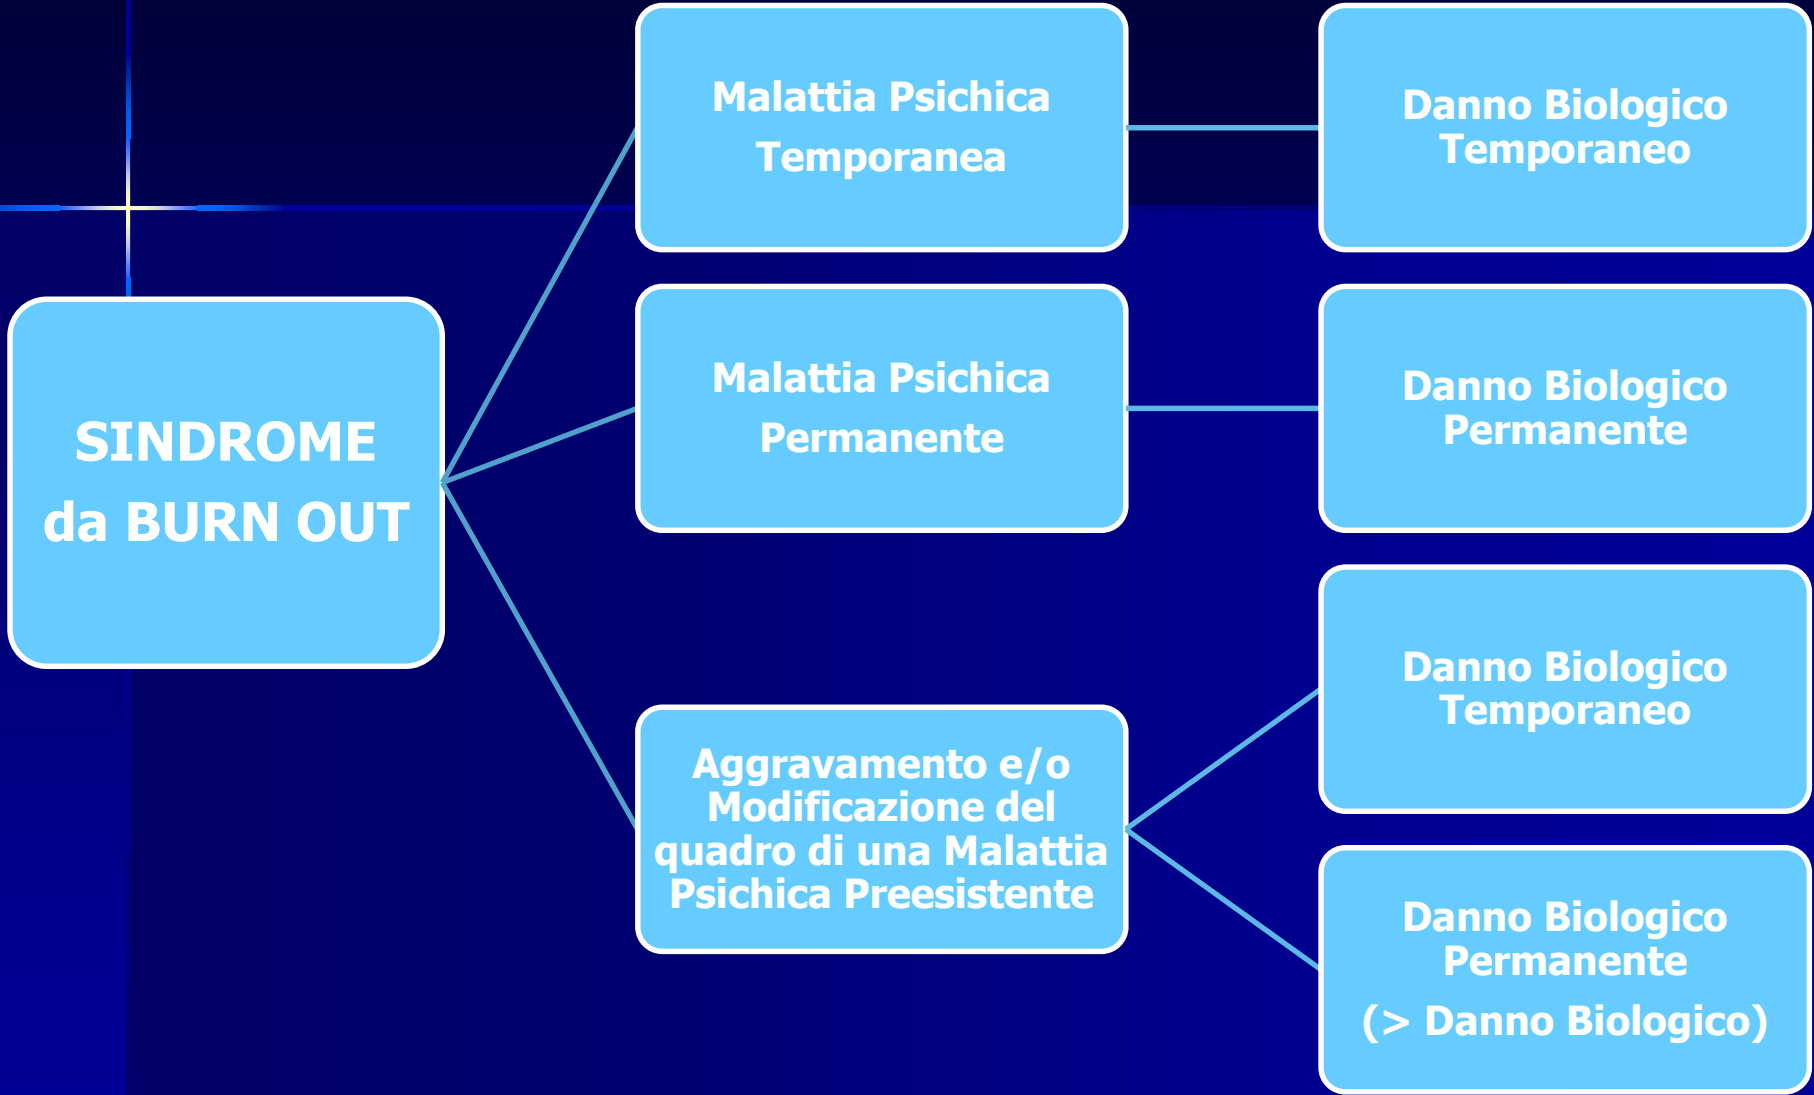 SINDROME
da BURN OUT
Malattia Psichica
Temporanea
Danno Biologico
Temporaneo
Malattia Psichica
Permanente
Danno Biologico
Permanente
Aggravamento e/o
Modificazione del
quadro di una Malattia
Psichica Preesistente
Danno Biologico
Temporaneo
Danno Biologico
Permanente
(> Danno Biologico)